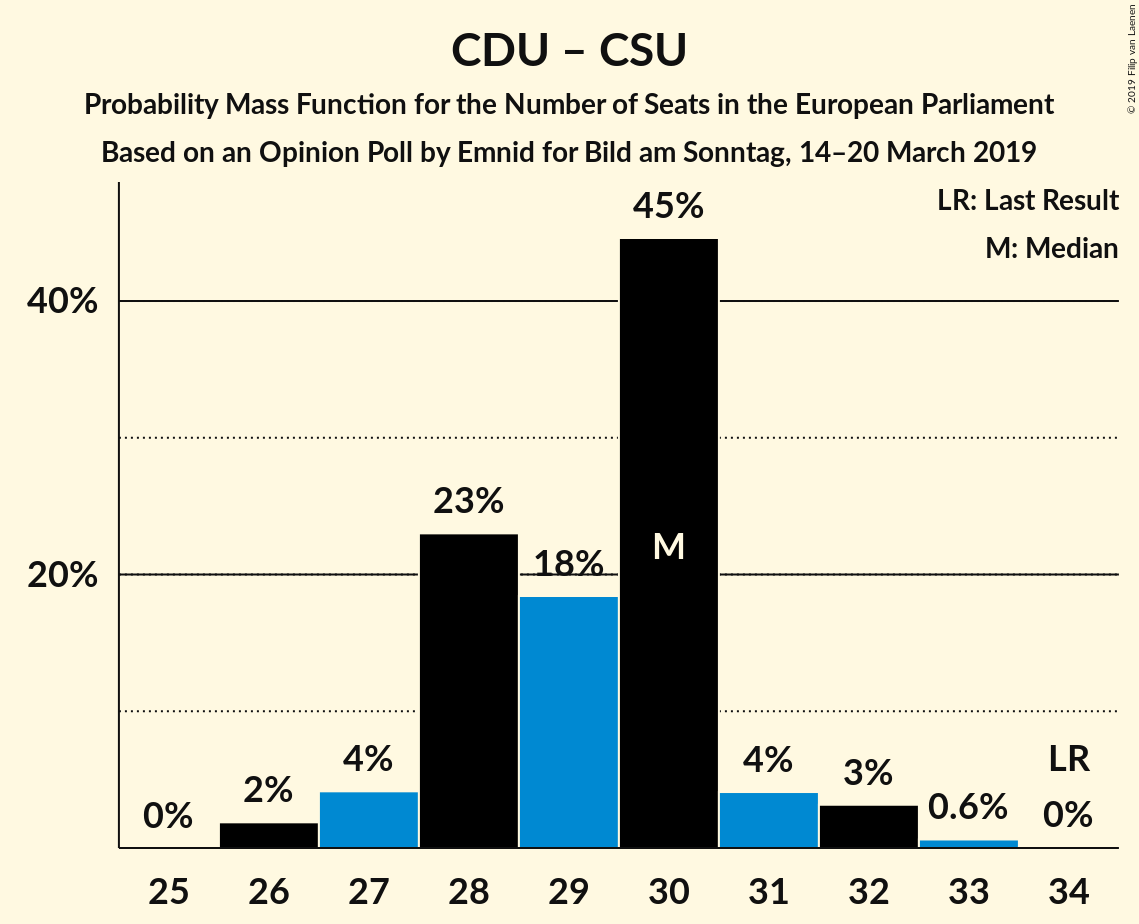 CDU – CSU
Probability Mass Function for the Number of Seats in the European Parliament
Based on an Opinion Poll by Emnid for Bild am Sonntag, 14–20 March 2019
© 2019 Filip van Laenen
LR: Last Result
M: Median
45%
40%
23%
18%
M
20%
4%
4%
3%
LR
2%
0.6%
0%
0%
25 26 27 28 29 30 31 32 33 34